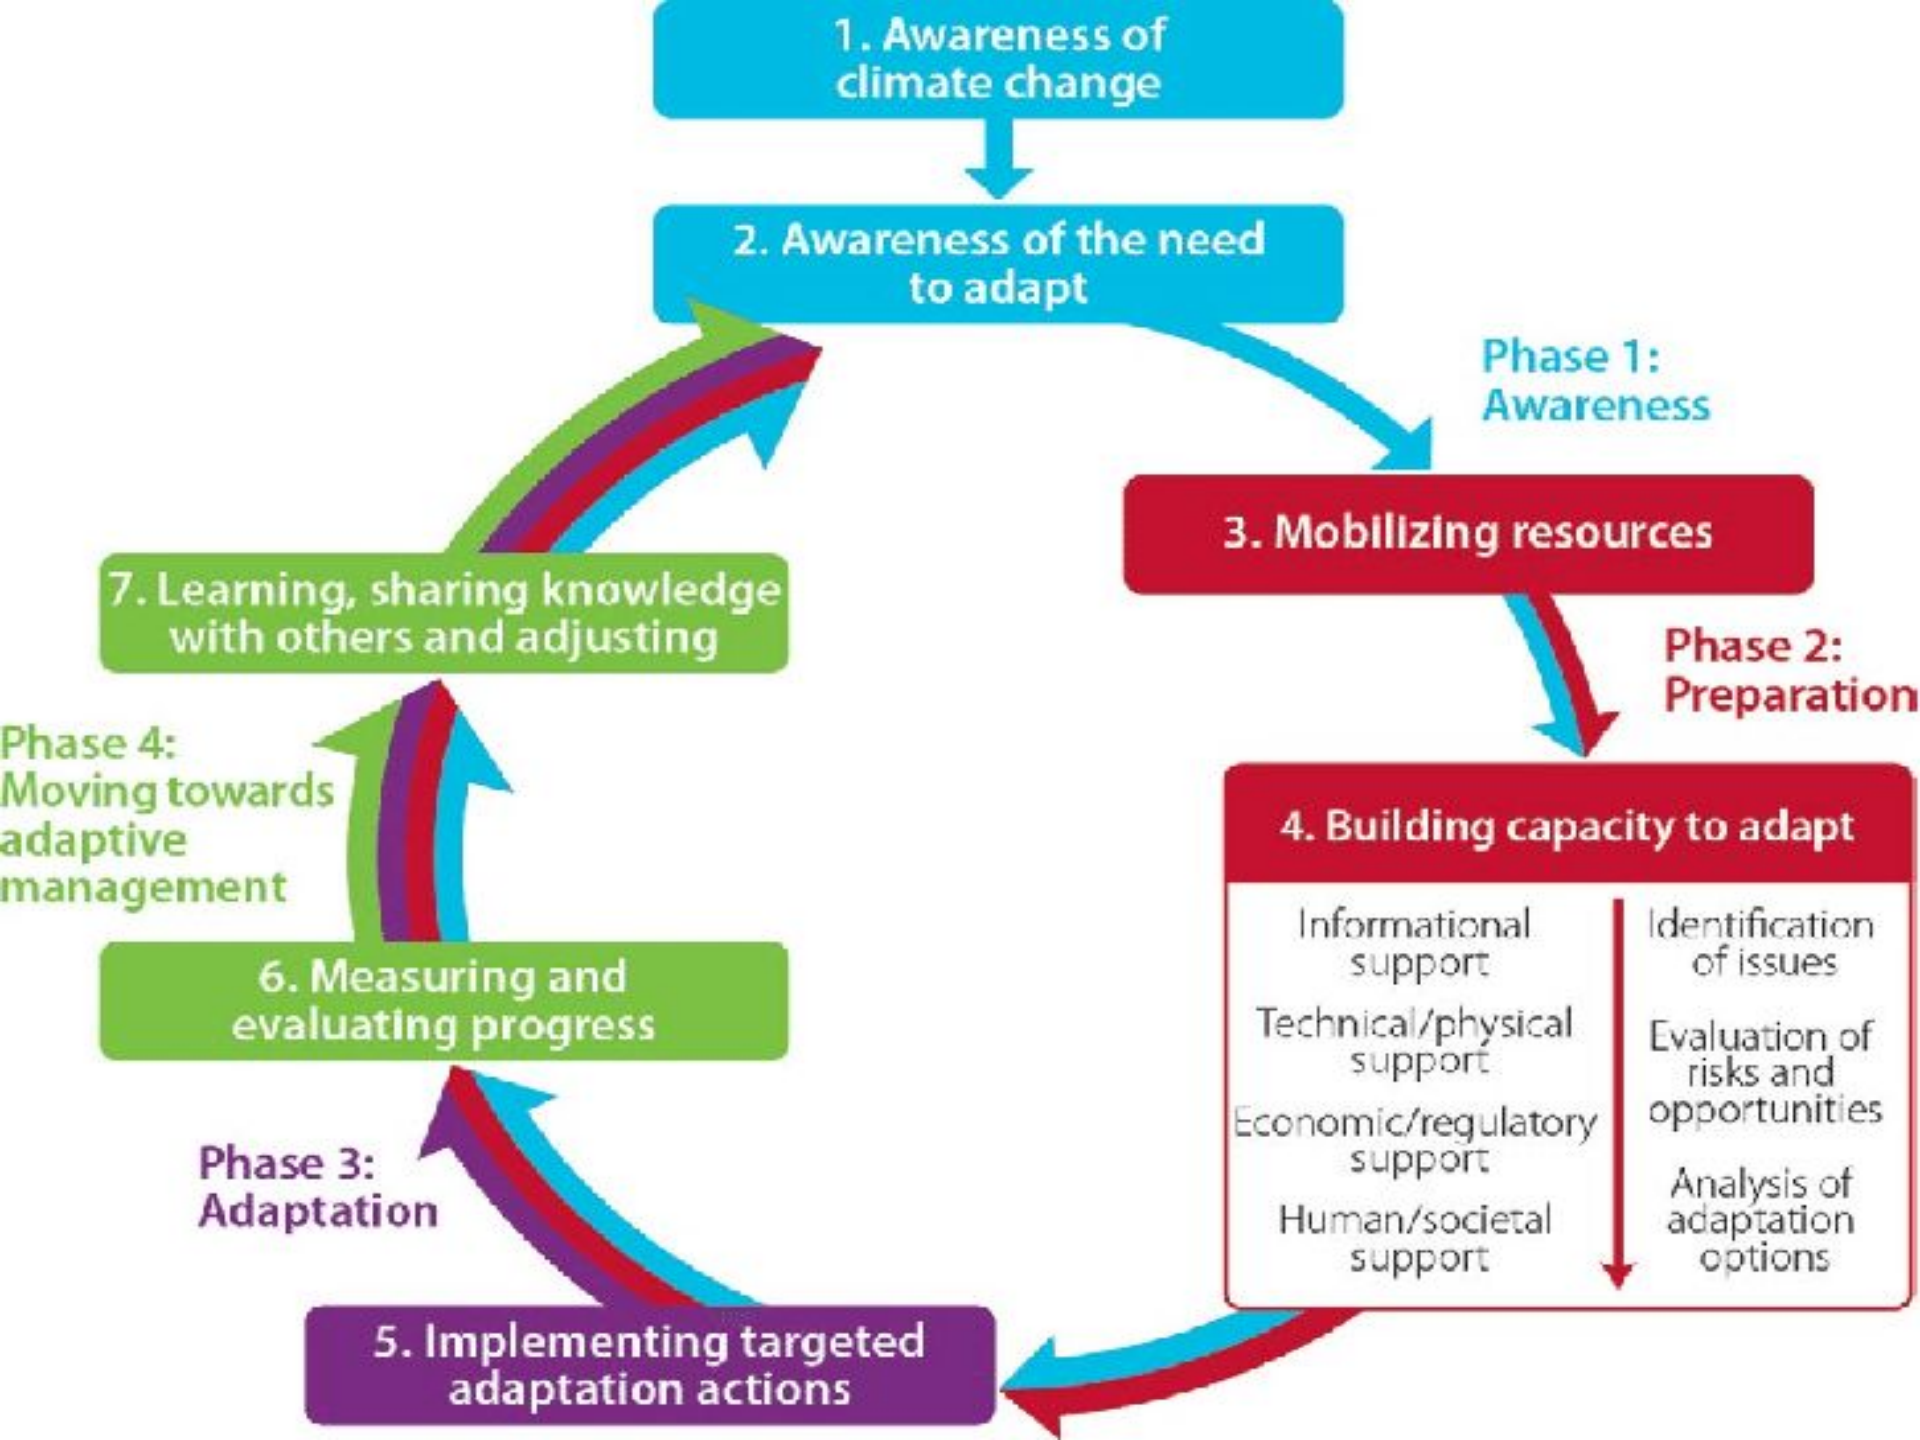 1. Awareness of
climate change
2. Awareness of the need
to adapt
Phase 1:
Awareness
3. Mobilizing resources
Phase 2:
Preparation
4. Building capacity to adapt
Informational
support
Technical/physical
support
Economic/regulatory
support
Human/societal
support
Identification
of issues
Evaluation of
risks and
opportunities
Analysis of
adaptation
options
5. Implementing targeted
adaptation actions
Phase 3:
Adaptation
6. Measuring and
evaluating progress
Phase 4:
Moving towards
adaptive
management
7. Learning, sharing knowledge
with others and adjusting